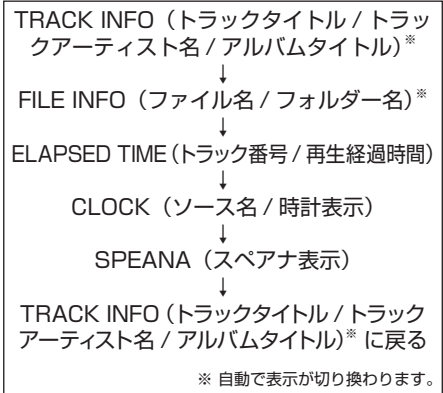 TRACK INFO（トラックタイトル / トラッ
クアーティスト名 / アルバムタイトル）※
↓
FILE INFO（ファイル名 / フォルダー名）※
↓
ELAPSED TIME（トラック番号 / 再生経過時間）
↓
CLOCK（ソース名 / 時計表示）
↓
SPEANA（スペアナ表示）
↓
TRACK INFO（トラックタイトル / トラック
アーティスト名 / アルバムタイトル）※ に戻る
※ 自動で表示が切り換わります。